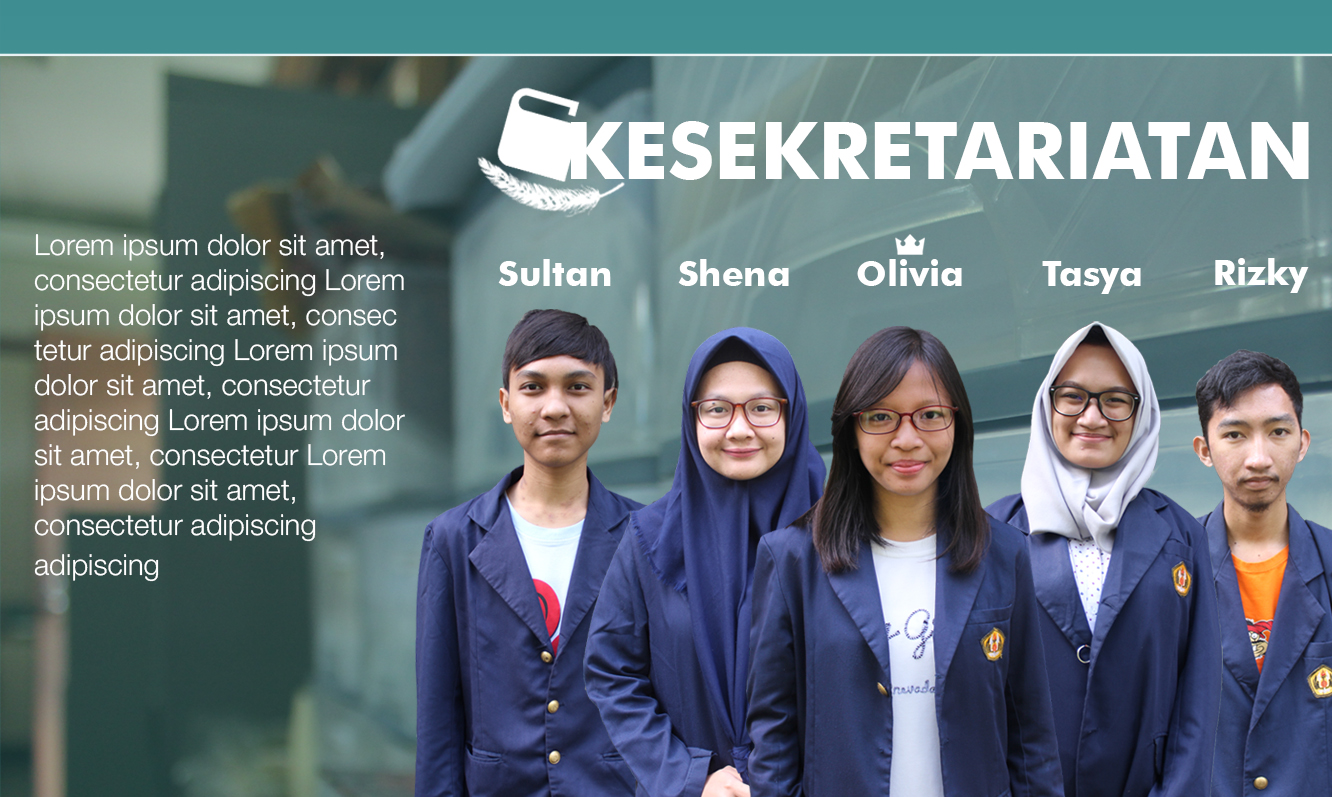 KESEKRETARIATAN
Sultan
Shena
Olivia
Tasya
Rizky
Lorem ipsum dolor sit amet,
consectetur adipiscing Lorem
ipsum dolor sit amet, consec
tetur adipiscing Lorem ipsum
dolor sit amet, consectetur
adipiscing Lorem ipsum dolor
sit amet, consectetur Lorem
ipsum dolor sit amet,
consectetur adipiscing
adipiscing